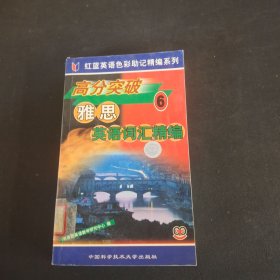 红蓝英语色彩助记精编系列
高分突破
6
雅思
英语词汇精编
中国科学技术大学出版社